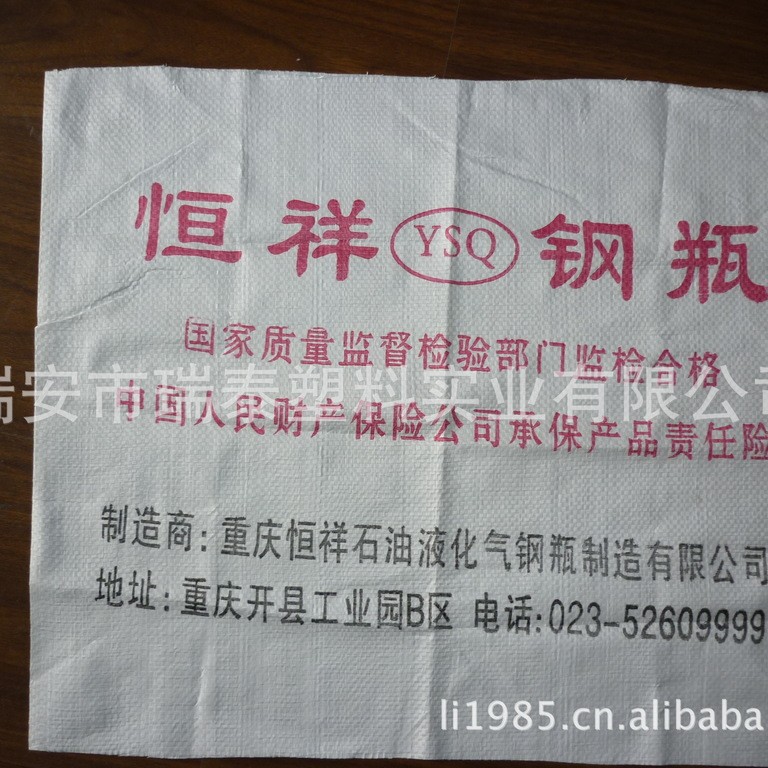 恒祥 YSQ 钢瓶
国家质量监督检验部门监检合格
瑞安市瑞泰塑料实业有限公司
中国人民财产保险公司承保产品责任险
制造商:重庆恒祥石油液化气钢瓶制造有限公司
地址:重庆开县工业园B区 电话:023-52609999
li1985.cn.alibaba